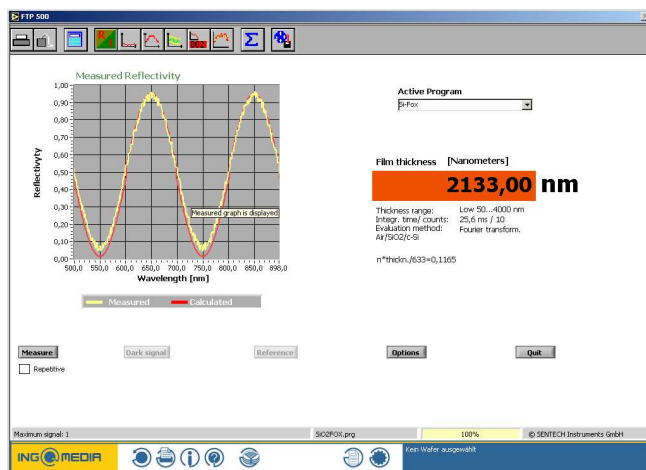 FTP 500
Measured Reflectivity
1,00
0,90
0,80
0,70
0,60
0,50
0,40
0,30
0,20
0,10
0,00
Reflectivyty
500,0 550,0 600,0 650,0 700,0 750,0 800,0 850,0 898,0
Wavelength [nm]
Measured graph is displayed
Measured Calculated
Active Program
Si-Fox
Film thickness [Nanometers]
2133,00 nm
Thickness range: Low 50...4000 nm
Integr. time/ counts: 25,6 ms / 10
Evaluation method: Fourier transform.
Air/SiO2/c-Si
n*thickn./633=0,1165
Measure Dark signal Reference Options Quit
Repetitive
Maximum signal: 1 SiO2FOX.prg 100% © SENTECH Instruments GmbH
ING MEDIA Kein Wafer ausgewählt